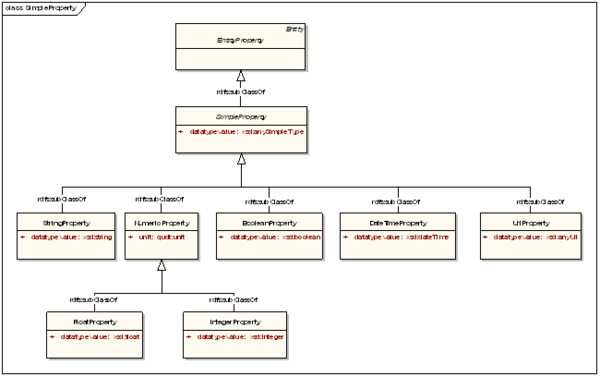 class SimpleProperty
Entity
EntityProperty
rdfs:subClassOf
SimpleProperty
+ datatypeValue: xsd:anySimpleType
rdfs:subClassOf rdfs:subClassOf rdfs:subClassOf rdfs:subClassOf rdfs:subClassOf
StringProperty NumericProperty BooleanProperty DateTimeProperty UriProperty
+ datatypeValue: xsd:string + unit: qudt:unit + datatypeValue: xsd:boolean + datatypeValue: xsd:dateTime + datatypeValue: xsd:anyURI
rdfs:subClassOf rdfs:subClassOf
FloatProperty IntegerProperty
+ datatypeValue: xsd:float + datatypeValue: xsd:integer